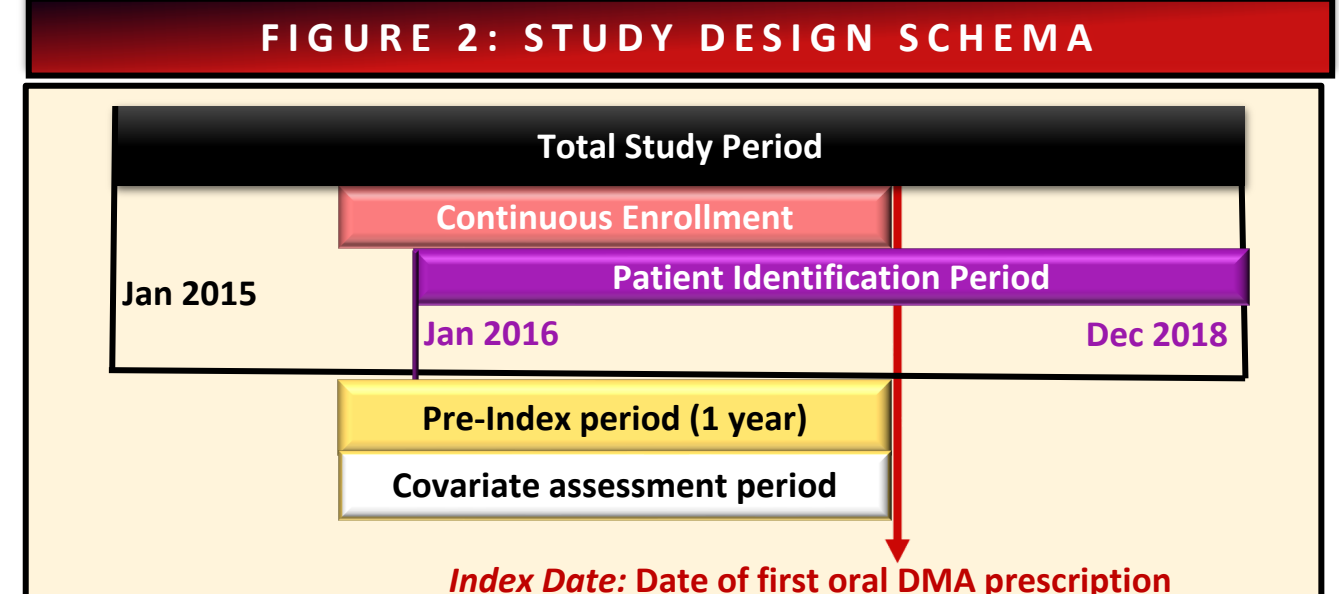 FIGURE 2: STUDY DESIGN SCHEMA
Total Study Period
Continuous Enrollment
Patient Identification Period
Jan 2015
Jan 2016
Dec 2018
Pre-Index period (1 year)
Covariate assessment period
Index Date: Date of first oral DMA prescription